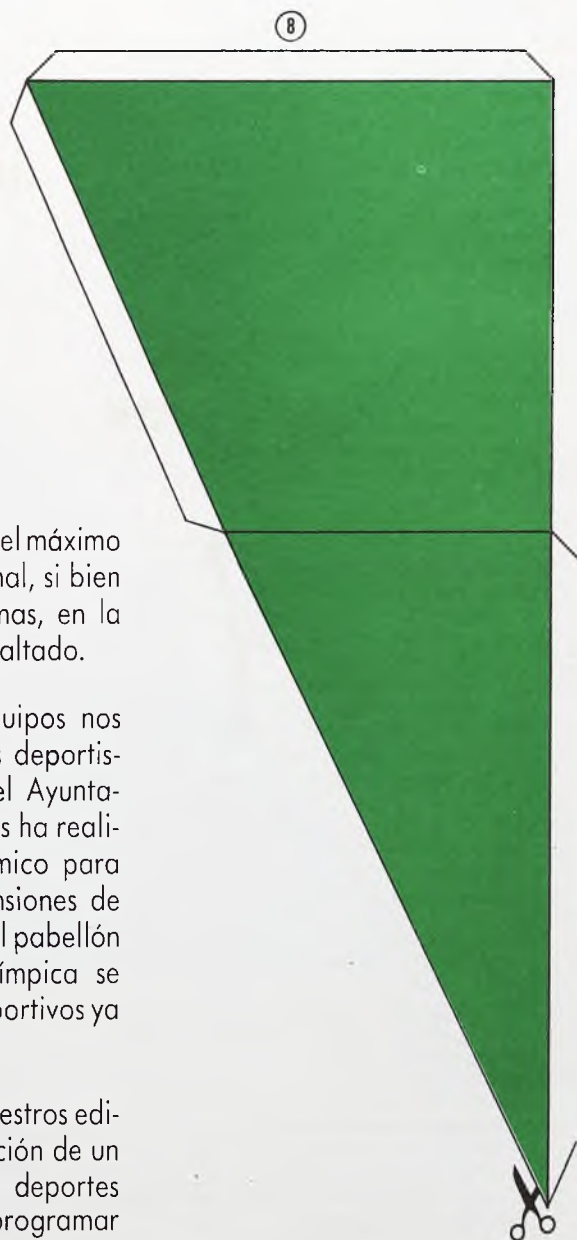 8
el máximo
nal, si bien
nas, en la
altado.
uipos nos
s deportis-
el Ayunta-
s ha reali-
mico para
nsiones de
l pabellón
ímpica se
portivos ya
estros edi-
ción de un
deportes
programar